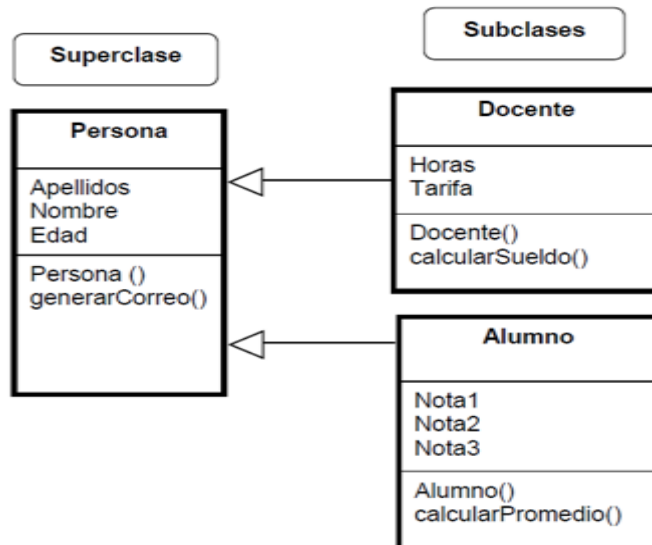 Superclase
Persona
Apellidos
Nombre
Edad
Persona ()
generarCorreo()
Subclases
Docente
Horas
Tarifa
Docente()
calcularSueldo()
Alumno
Nota1
Nota2
Nota3
Alumno()
calcularPromedio()